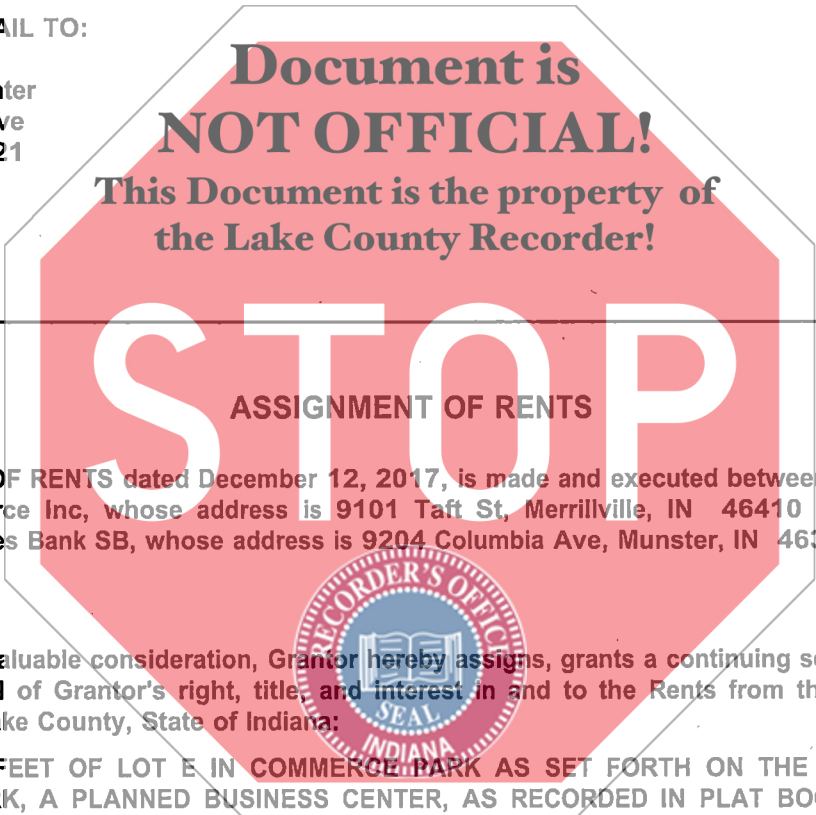 AIL TO:
nter
ve
21
Document is
NOT OFFICIAL!
This Document is the property of
the Lake County Recorder!
STOP
ASSIGNMENT OF RENTS
OF RENTS dated December 12, 2017, is made and executed between
rce Inc, whose address is 9101 Taft St, Merrillville, IN 46410
es Bank SB, whose address is 9204 Columbia Ave, Munster, IN 463
RECORDER'S OFFICE
SEAL
INDIANA
aluable consideration, Grantor hereby assigns, grants a continuing se
l of Grantor's right, title, and interest in and to the Rents from th
ake County, State of Indiana:
FEET OF LOT E IN COMMERCE PARK AS SET FORTH ON THE
RK, A PLANNED BUSINESS CENTER, AS RECORDED IN PLAT BOO